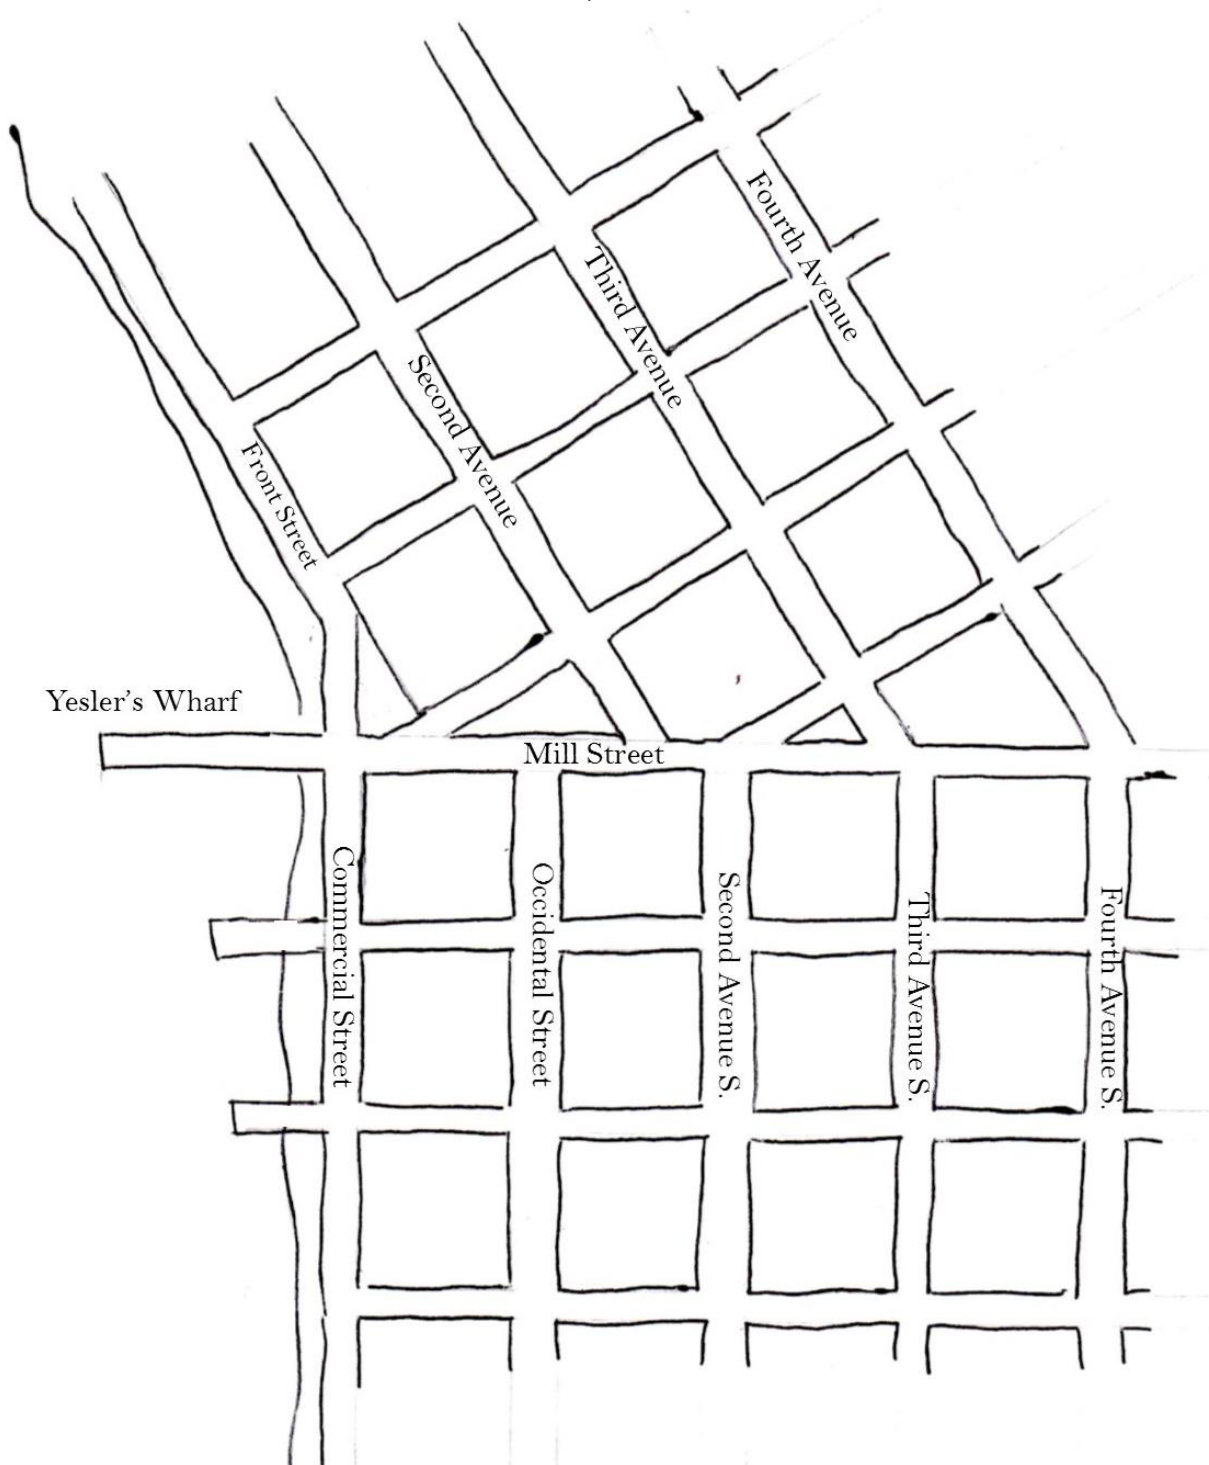 Fourth Avenue
Third Avenue
Second Avenue
Front Street
Yesler's Wharf
Mill Street
Commercial Street
Occidental Street
Second Avenue S.
Third Avenue S.
Fourth Avenue S.